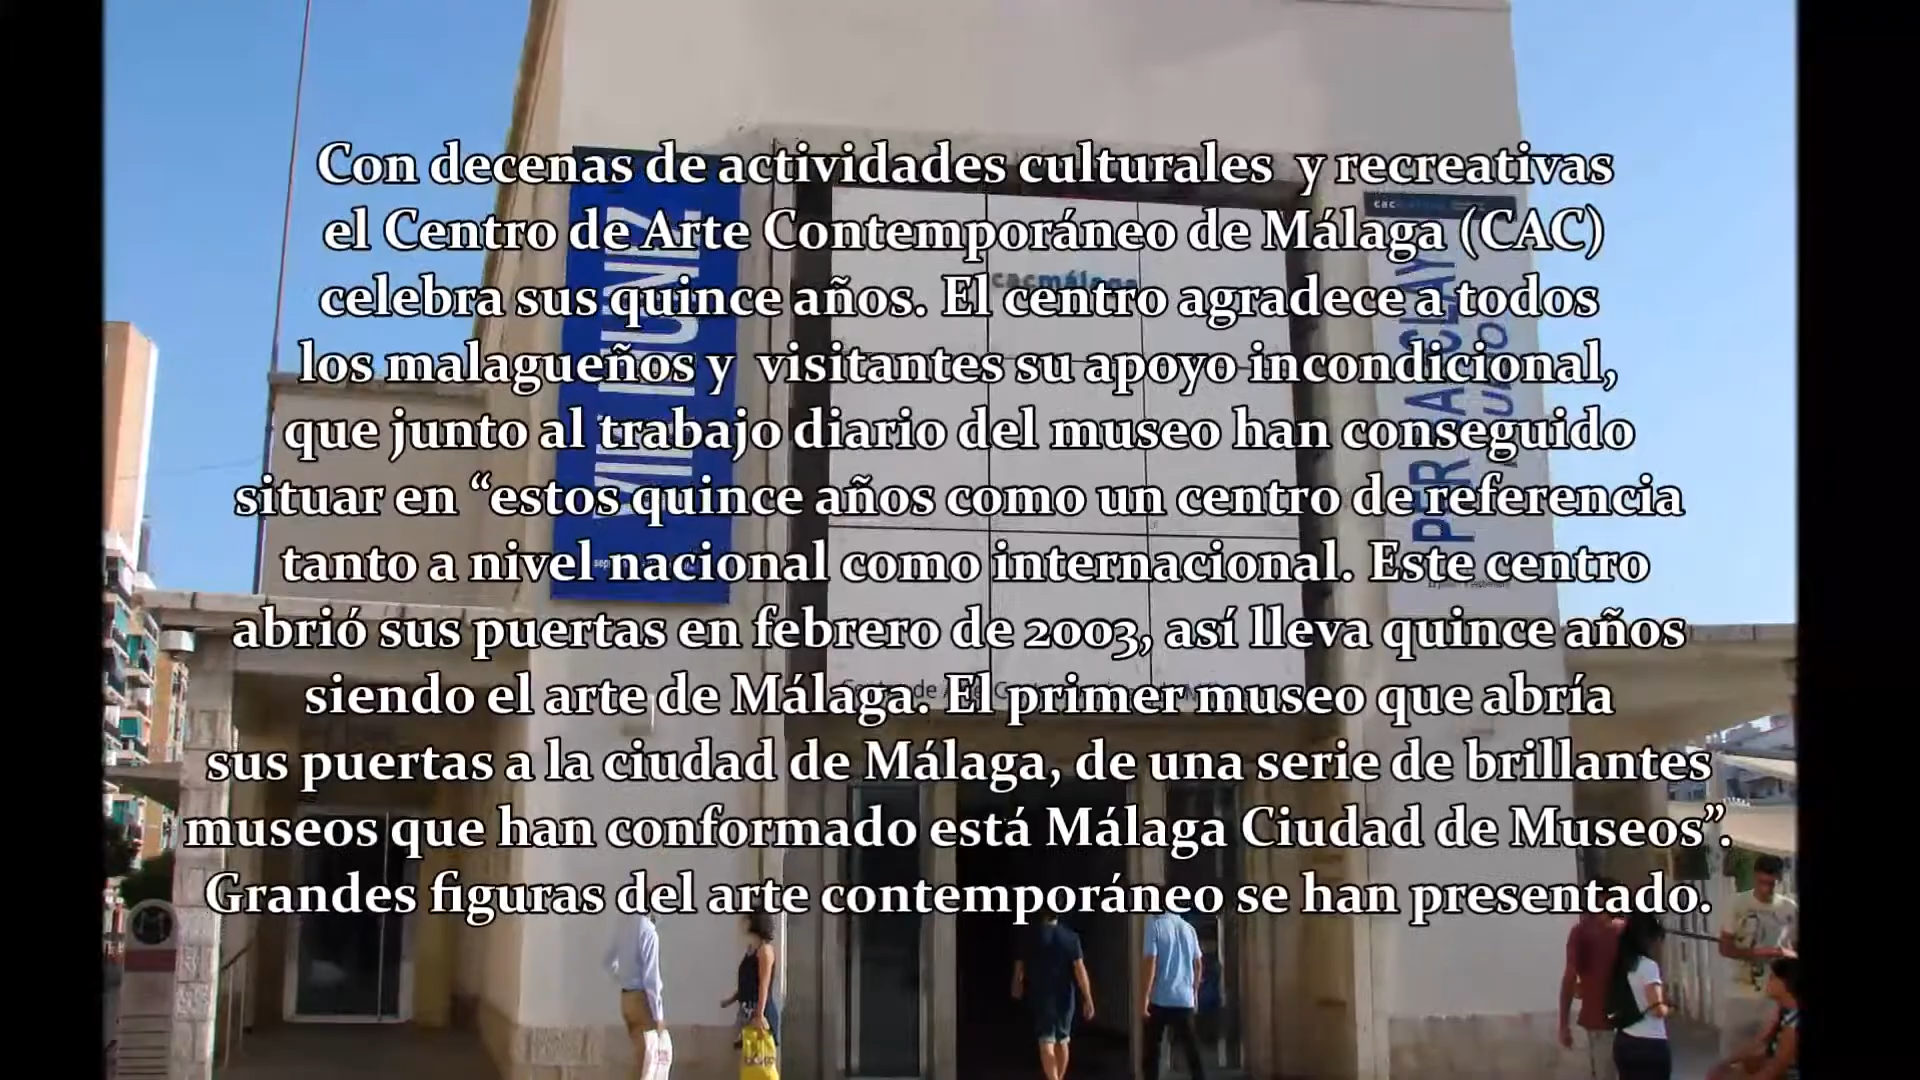 Con decenas de actividades culturales y recreativas
el Centro de Arte Contemporáneo de Málaga (CAC)
celebra sus quince años. El centro agradece a todos
los malagueños y visitantes su apoyo incondicional,
que junto al trabajo diario del museo han conseguido
situar en “estos quince años como un centro de referencia
tanto a nivel nacional como internacional. Este centro
abrió sus puertas en febrero de 2003, así lleva quince años
siendo el arte de Málaga. El primer museo que abría
sus puertas a la ciudad de Málaga, de una serie de brillantes
museos que han conformado está Málaga Ciudad de Museos”.
Grandes figuras del arte contemporáneo se han presentado.
cacmálaga